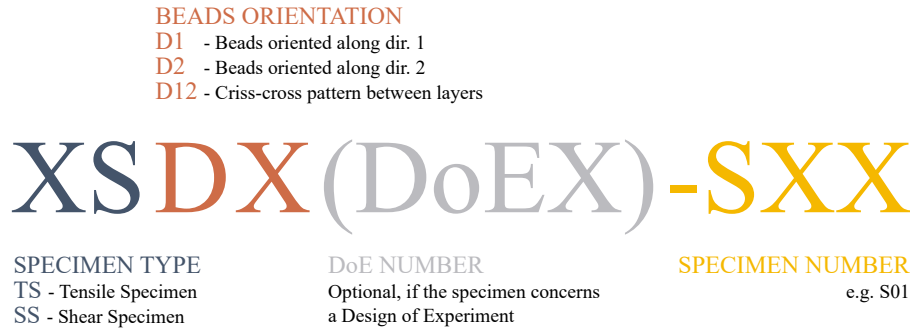 BEADS ORIENTATION
D1 - Beads oriented along dir. 1
D2 - Beads oriented along dir. 2
D12 - Criss-cross pattern between layers
XSDX(DoEX)-SXX
SPECIMEN TYPE
TS - Tensile Specimen
SS - Shear Specimen
DoE NUMBER
Optional, if the specimen concerns
a Design of Experiment
SPECIMEN NUMBER
e.g. S01